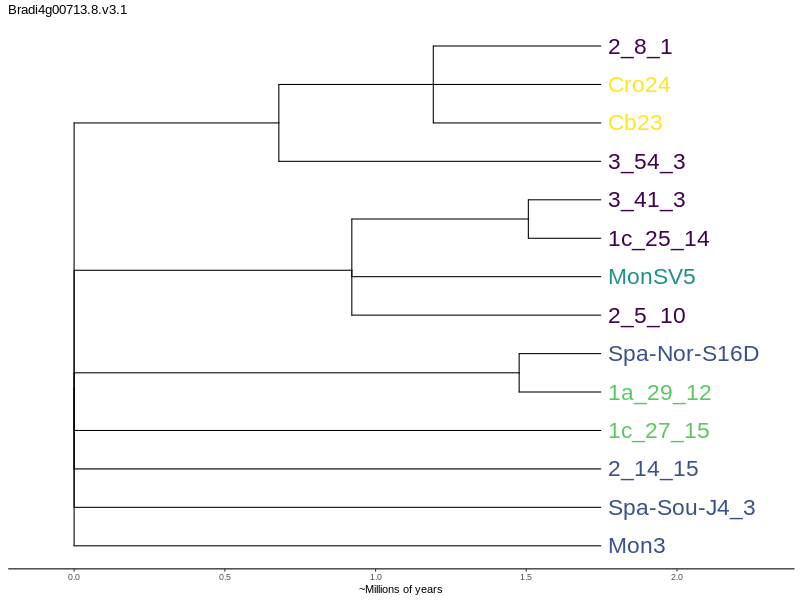 Bradi4g00713.8.v3.1
2_8_1
Cro24
Cb23
3_54_3
3_41_3
1c_25_14
MonSV5
2_5_10
Spa-Nor-S16D
1a_29_12
1c_27_15
2_14_15
Spa-Sou-J4_3
Mon3
0.0 0.5 1.0 1.5 2.0
~Millions of years